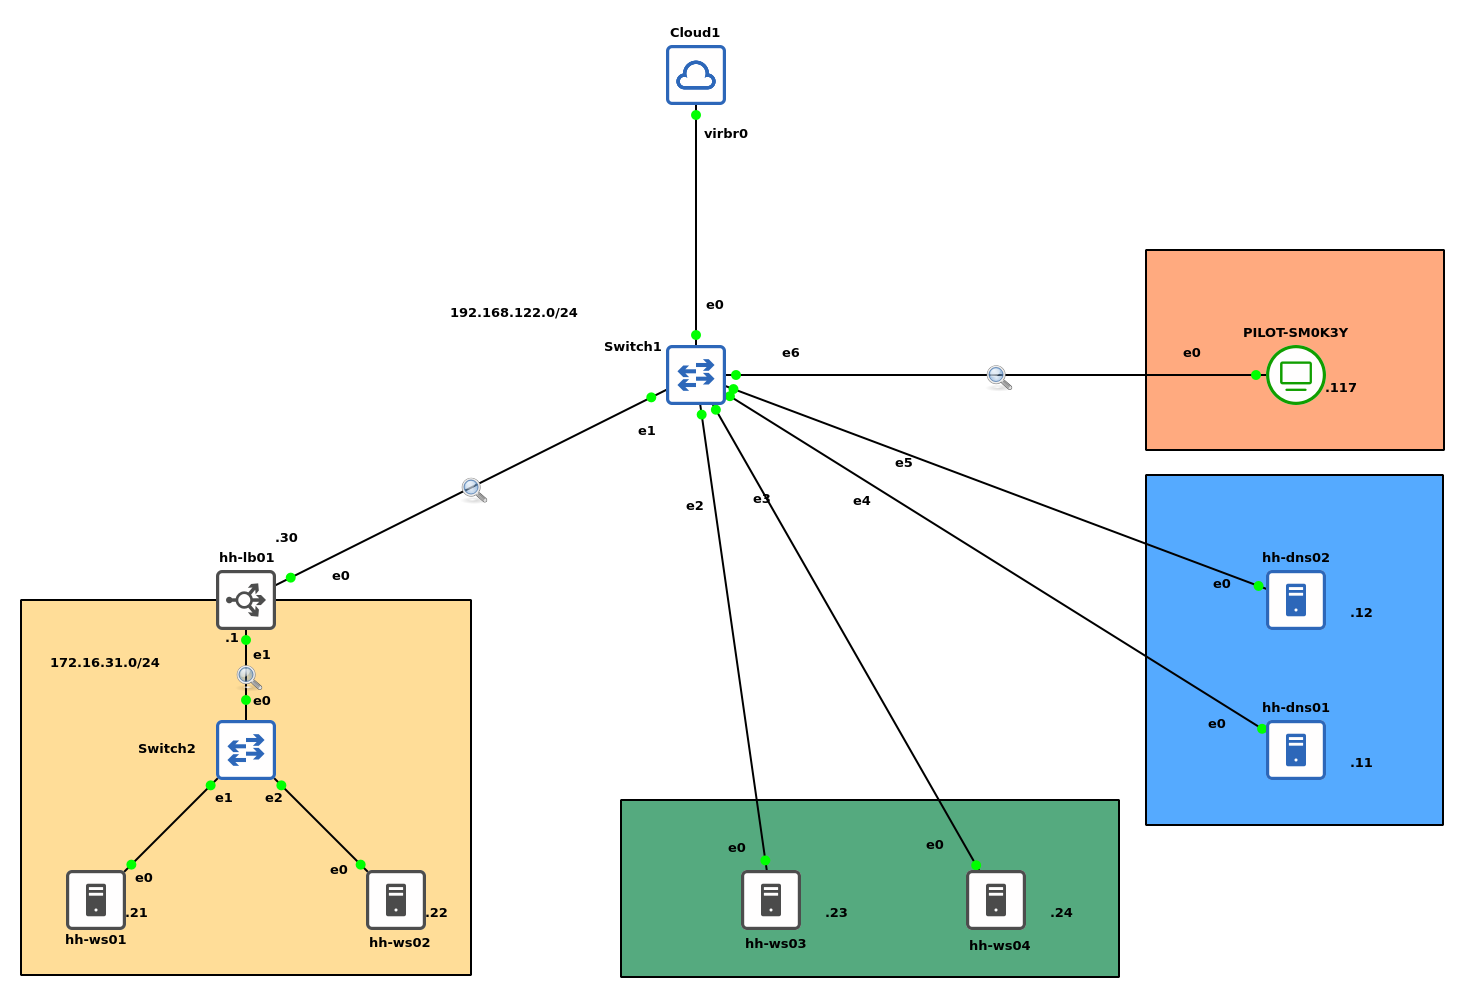 Cloud1
virbr0
e0
192.168.122.0/24
Switch1
e6
e1
e2
e3
e4
e5
PILOT-SM0K3Y
e0
.117
hh-dns02
e0
.12
hh-dns01
e0
.11
.30
hh-lb01
e0
.1
e1
172.16.31.0/24
e0
Switch2
e1
e2
e0
.21
hh-ws01
e0
.22
hh-ws02
e0
.23
hh-ws03
e0
.24
hh-ws04